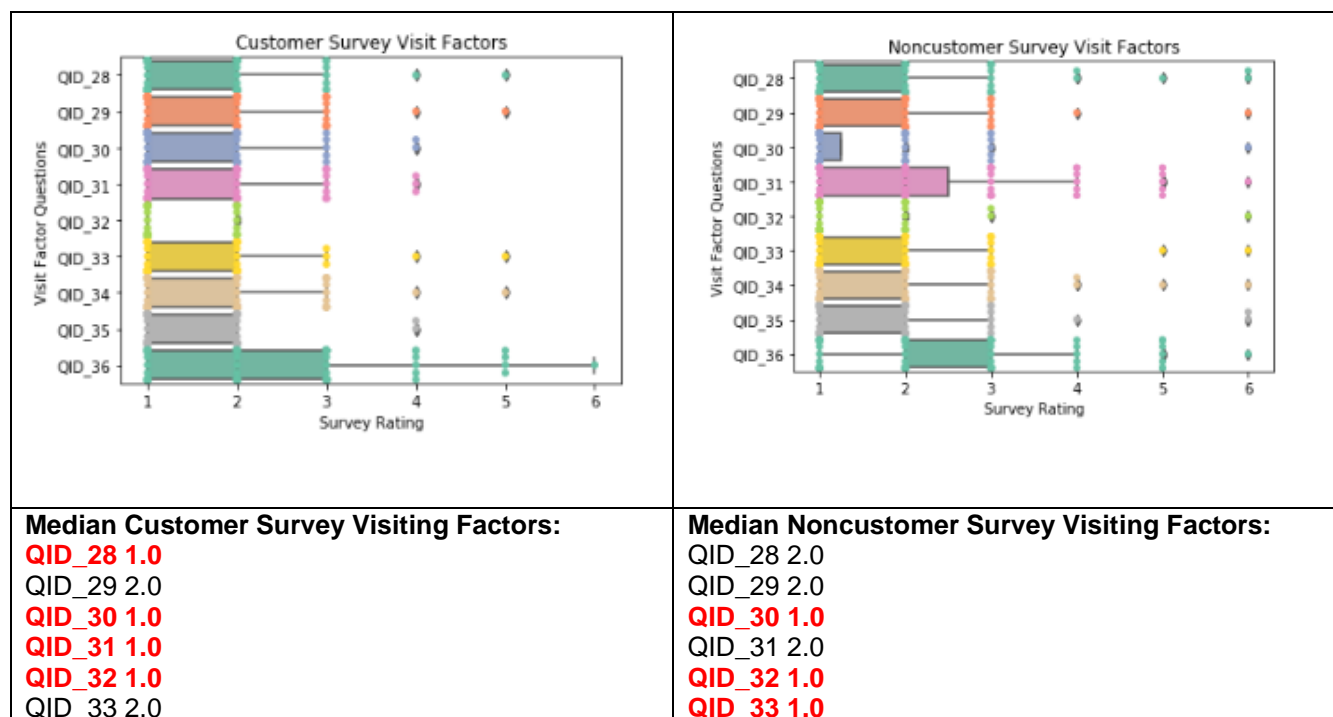 Customer Survey Visit Factors
Visit Factor Questions
QID_28
QID_29
QID_30
QID_31
QID_32
QID_33
QID_34
QID_35
QID_36
1 2 3 4 5 6
Survey Rating
Noncustomer Survey Visit Factors
Visit Factor Questions
QID_28
QID_29
QID_30
QID_31
QID_32
QID_33
QID_34
QID_35
QID_36
1 2 3 4 5 6
Survey Rating
Median Customer Survey Visiting Factors:
QID_28 1.0
QID_29 2.0
QID_30 1.0
QID_31 1.0
QID_32 1.0
QID_33 2.0
Median Noncustomer Survey Visiting Factors:
QID_28 2.0
QID_29 2.0
QID_30 1.0
QID_31 2.0
QID_32 1.0
QID_33 1.0